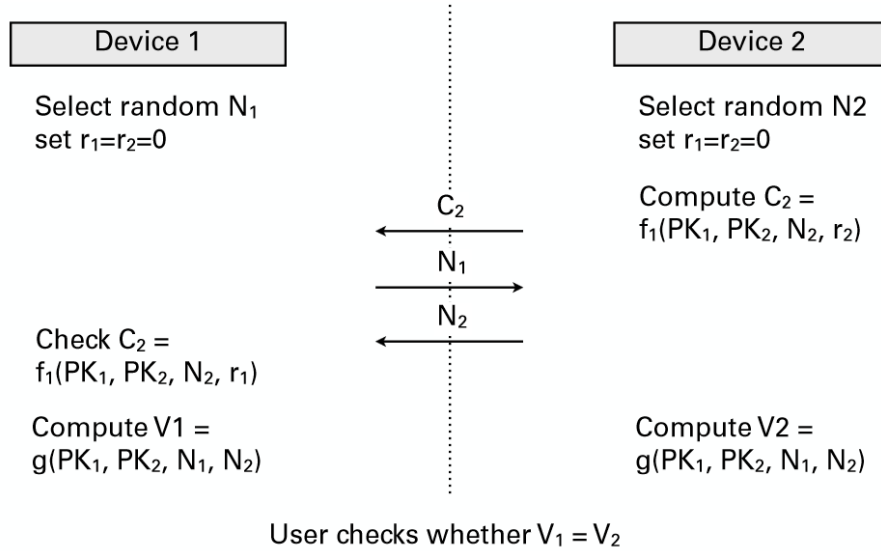 Device 1
Device 2
Select random N₁
set r₁=r₂=0
Select random N2
set r₁=r₂=0
Compute C₂ =
f₁(PK₁, PK₂, N₂, r₂)
C₂
N₁
N₂
Check C₂ =
f₁(PK₁, PK₂, N₂, r₁)
Compute V1 =
g(PK₁, PK₂, N₁, N₂)
Compute V2 =
g(PK₁, PK₂, N₁, N₂)
User checks whether V₁ = V₂